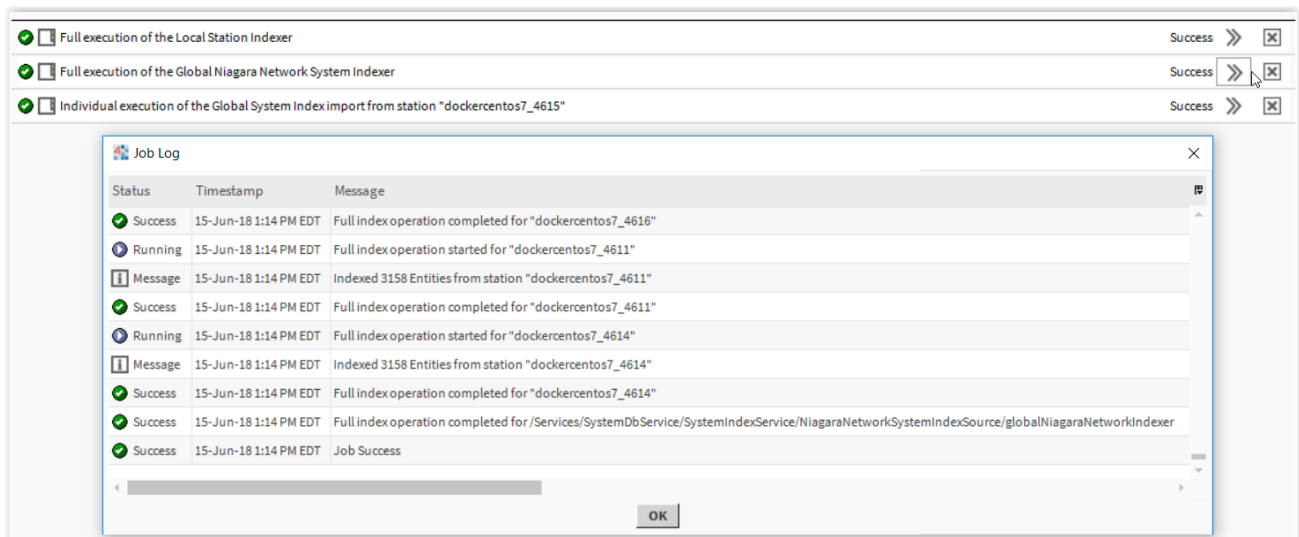 Full execution of the Local Station Indexer Success
Full execution of the Global Niagara Network System Indexer Success
Individual execution of the Global System Index import from station "dockercentos7_4615" Success
Job Log
Status Timestamp Message
Success 15-Jun-18 1:14 PM EDT Full index operation completed for "dockercentos7_4616"
Running 15-Jun-18 1:14 PM EDT Full index operation started for "dockercentos7_4611"
Message 15-Jun-18 1:14 PM EDT Indexed 3158 Entities from station "dockercentos7_4611"
Success 15-Jun-18 1:14 PM EDT Full index operation completed for "dockercentos7_4611"
Running 15-Jun-18 1:14 PM EDT Full index operation started for "dockercentos7_4614"
Message 15-Jun-18 1:14 PM EDT Indexed 3158 Entities from station "dockercentos7_4614"
Success 15-Jun-18 1:14 PM EDT Full index operation completed for "dockercentos7_4614"
Success 15-Jun-18 1:14 PM EDT Full index operation completed for /Services/SystemDbService/SystemIndexService/NiagaraNetworkSystemIndexSource/globalNiagaraNetworkIndexer
Success 15-Jun-18 1:14 PM EDT Job Success
OK